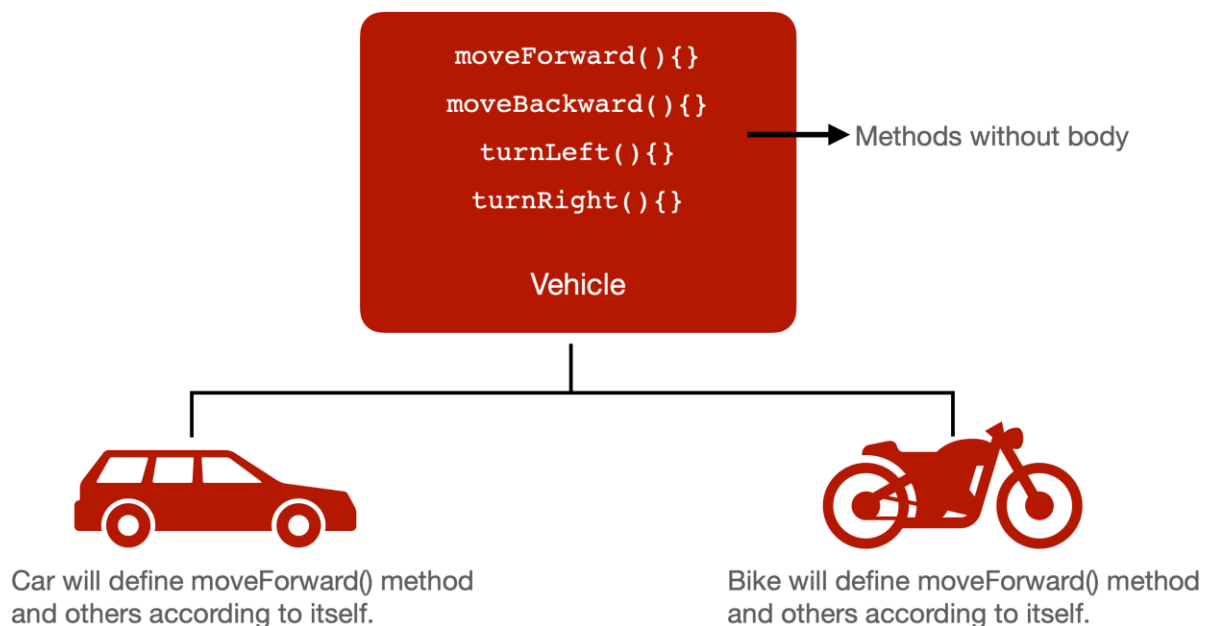 moveForward(){}
moveBackward(){}
turnLeft(){}
turnRight(){}
Methods without body
Vehicle
Car will define moveForward() method
and others according to itself.
Bike will define moveForward() method
and others according to itself.